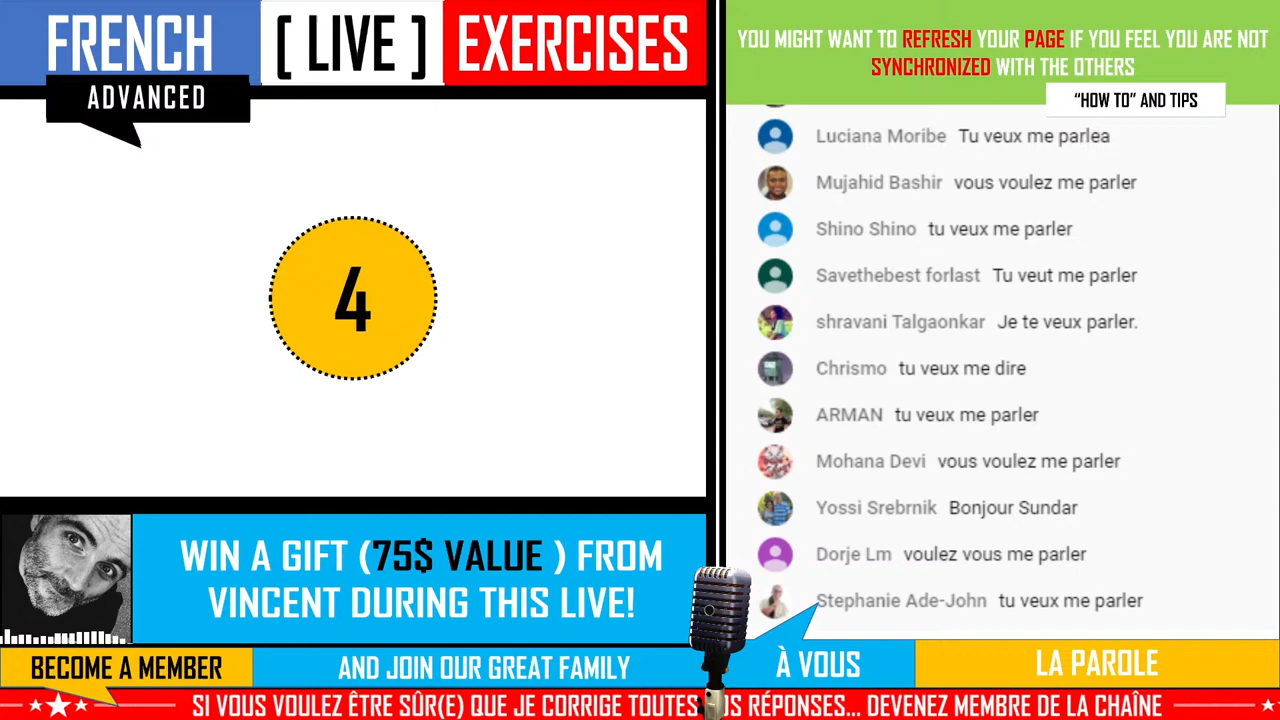 FRENCH [ LIVE ] EXERCISES
ADVANCED
4
WIN A GIFT (75$ VALUE ) FROM
VINCENT DURING THIS LIVE!
BECOME A MEMBER
AND JOIN OUR GREAT FAMILY
YOU MIGHT WANT TO REFRESH YOUR PAGE IF YOU FEEL YOU ARE NOT
SYNCHRONIZED WITH THE OTHERS
“HOW TO” AND TIPS
Luciana Moribe Tu veux me parlea
Mujahid Bashir vous voulez me parler
Shino Shino tu veux me parler
Savethebest forlast Tu veut me parler
shravani Talgaonkar Je te veux parler.
Chrismo tu veux me dire
ARMAN tu veux me parler
Mohana Devi vous voulez me parler
Yossi Srebrnik Bonjour Sundar
Dorje Lm voulez vous me parler
Stephanie Ade-John tu veux me parler
À VOUS
LA PAROLE
SI VOUS VOULEZ ÊTRE SÛR(E) QUE JE CORRIGE TOUTES RÉPONSES... DEVENEZ MEMBRE DE LA CHAÎNE